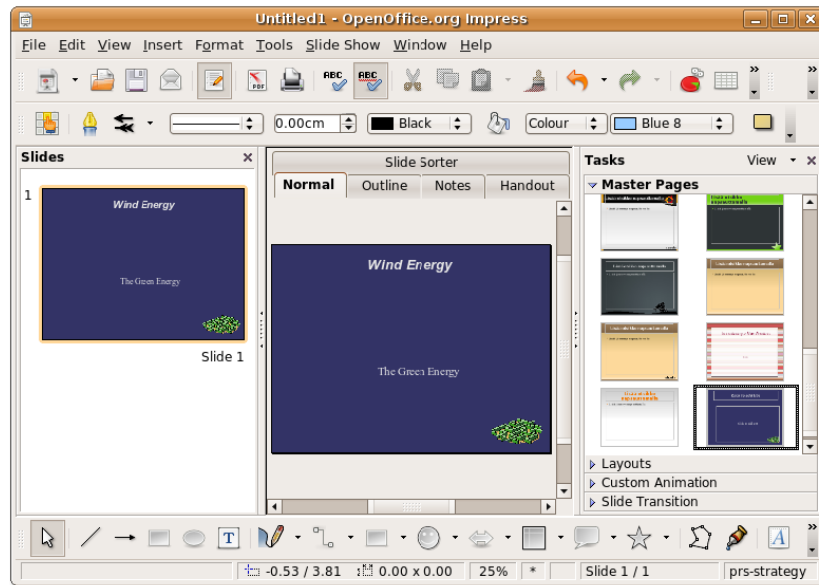 Untitled1 - OpenOffice.org Impress
File Edit View Insert Format Tools Slide Show Window Help
PDF ABC ABC
0.00cm Black Colour Blue 8
Slides
1
Wind Energy
The Green Energy
Slide 1
Slide Sorter
Normal Outline Notes Handout
Wind Energy
The Green Energy
Tasks View
Master Pages
Layouts
Custom Animation
Slide Transition
T A
-0.53 / 3.81 0.00 x 0.00 25% * Slide 1 / 1 prs-strategy